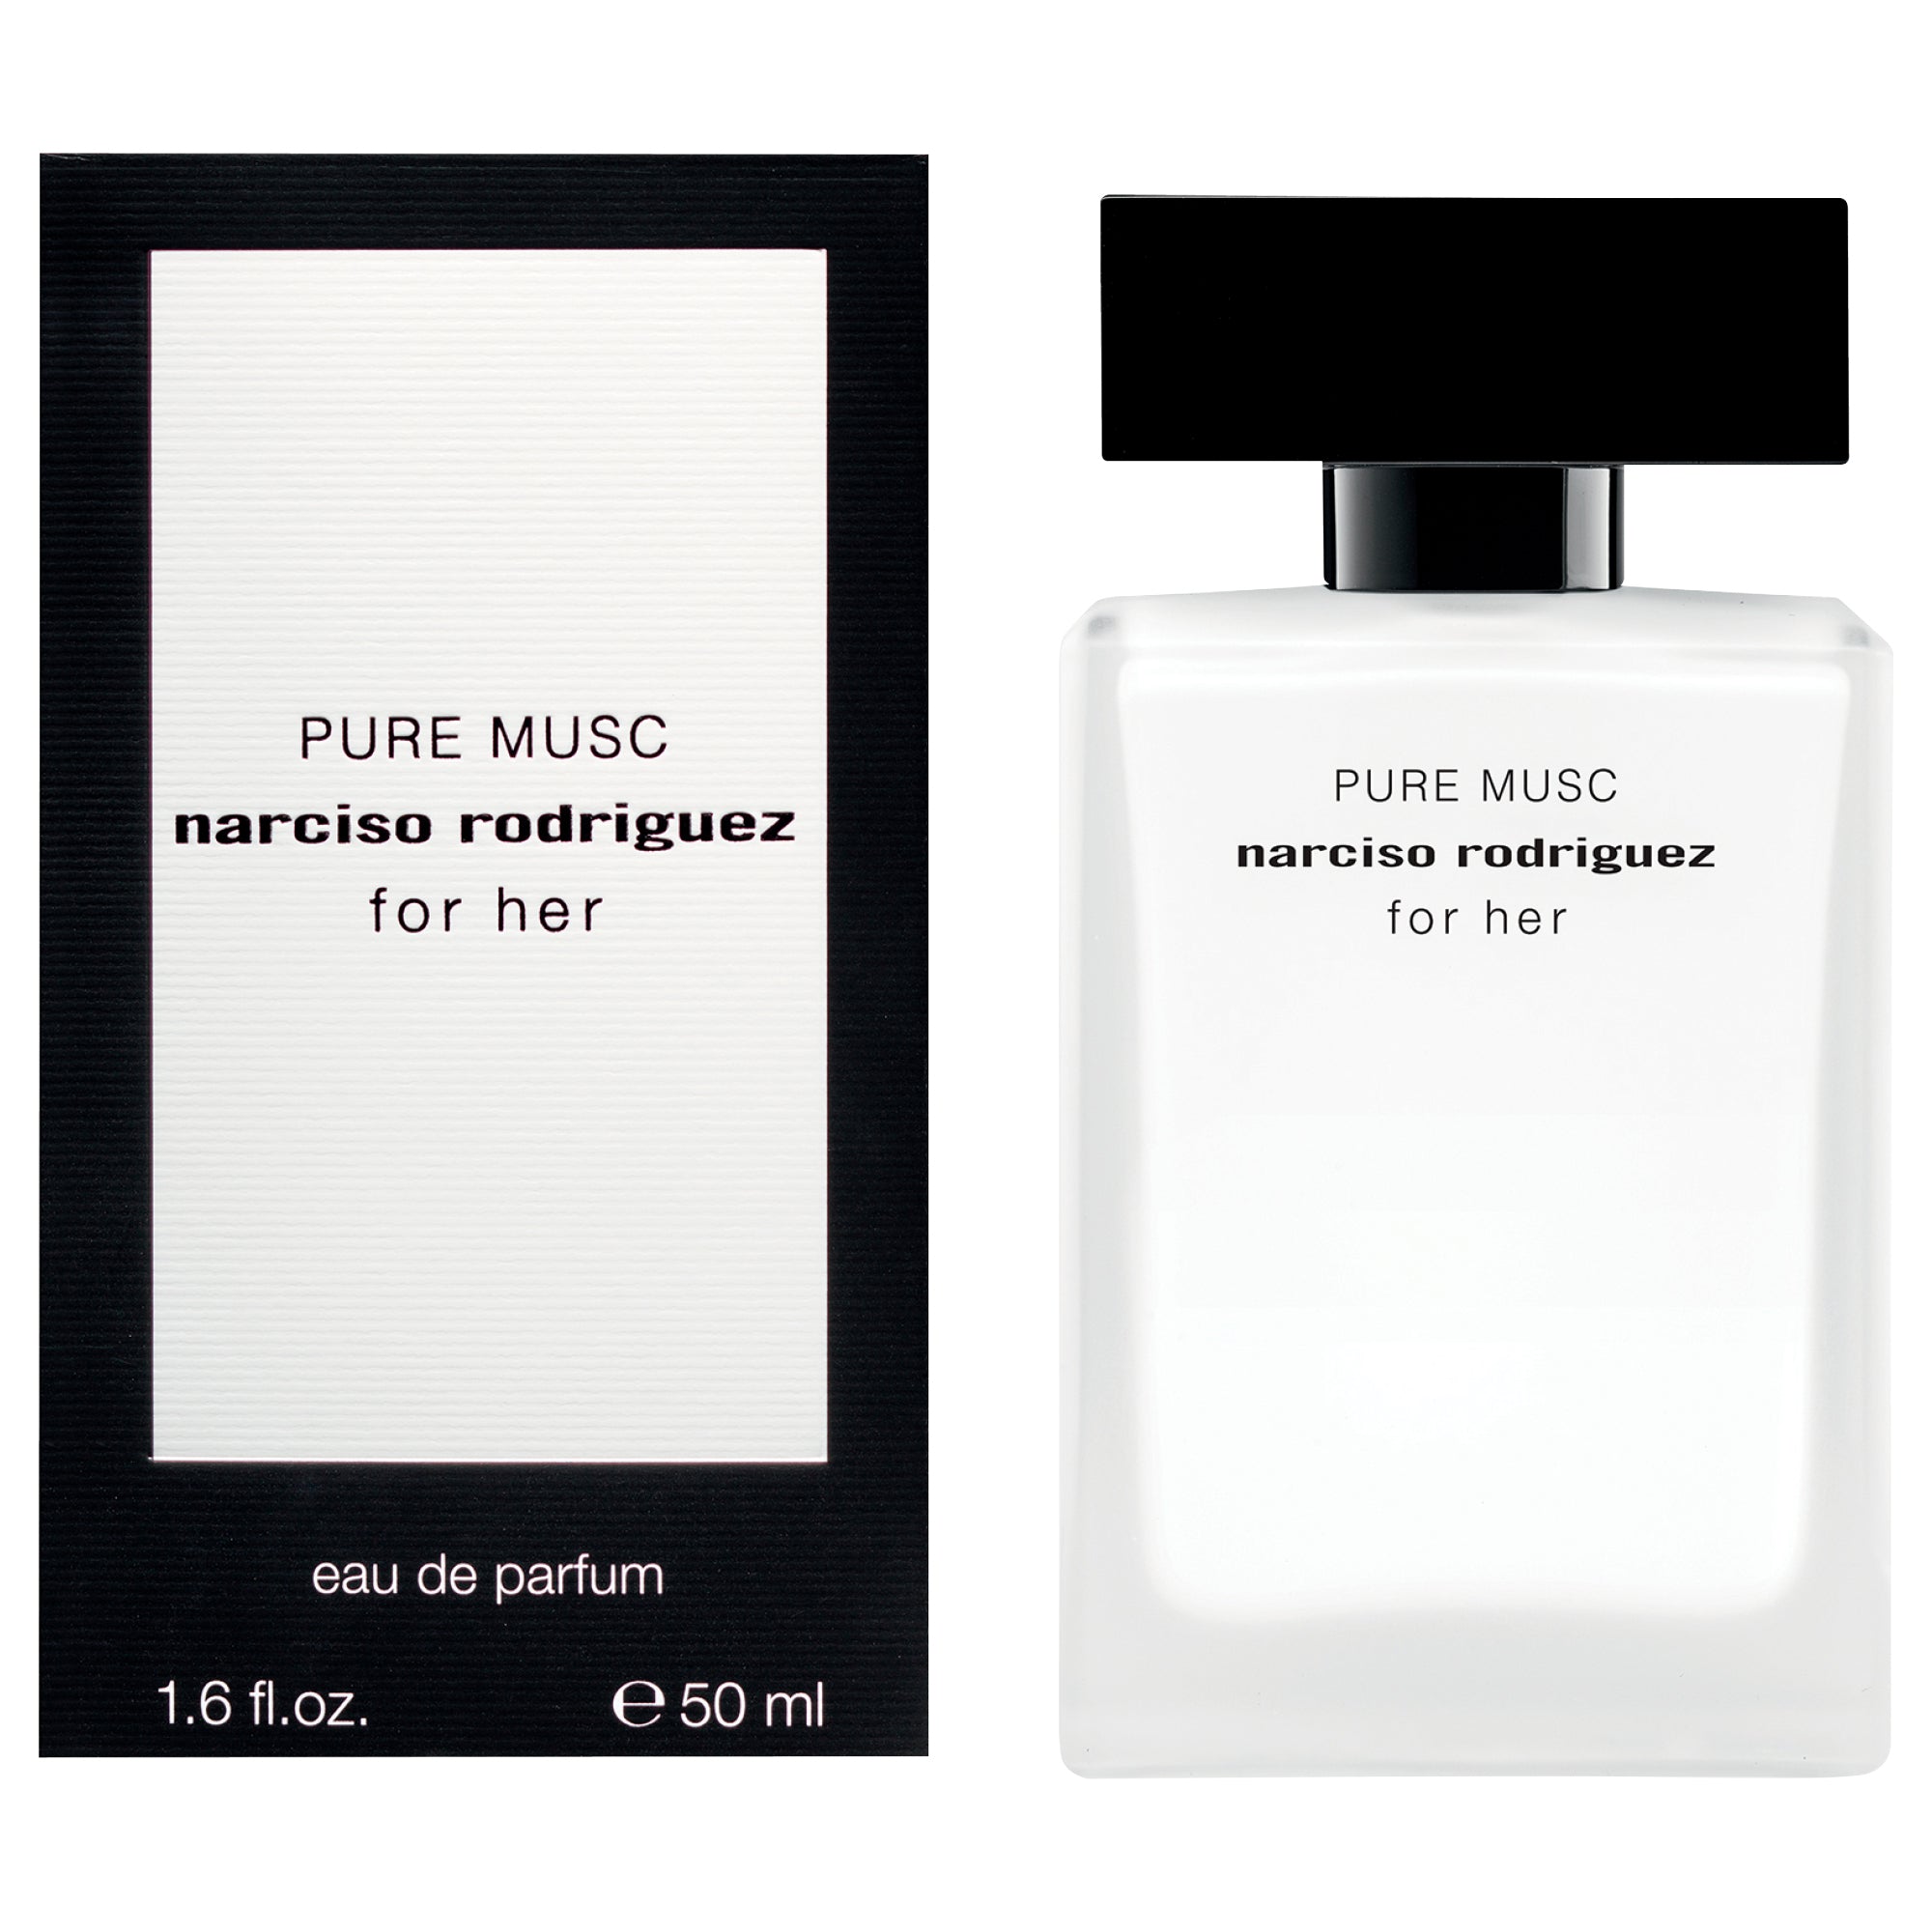 PURE MUSC
narciso rodriguez
for her
eau de parfum
1.6 fl.oz.
℮ 50 ml
PURE MUSC
narciso rodriguez
for her